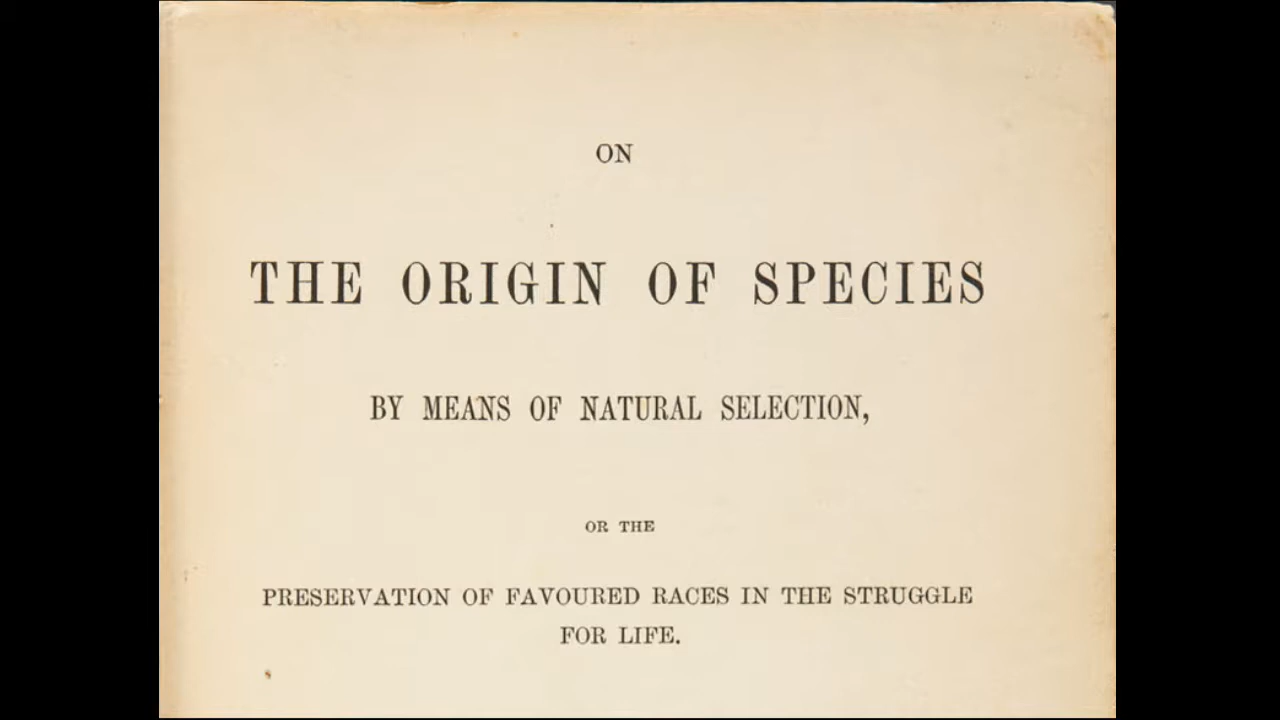 ON
THE ORIGIN OF SPECIES
BY MEANS OF NATURAL SELECTION,
OR THE
PRESERVATION OF FAVOURED RACES IN THE STRUGGLE
FOR LIFE.